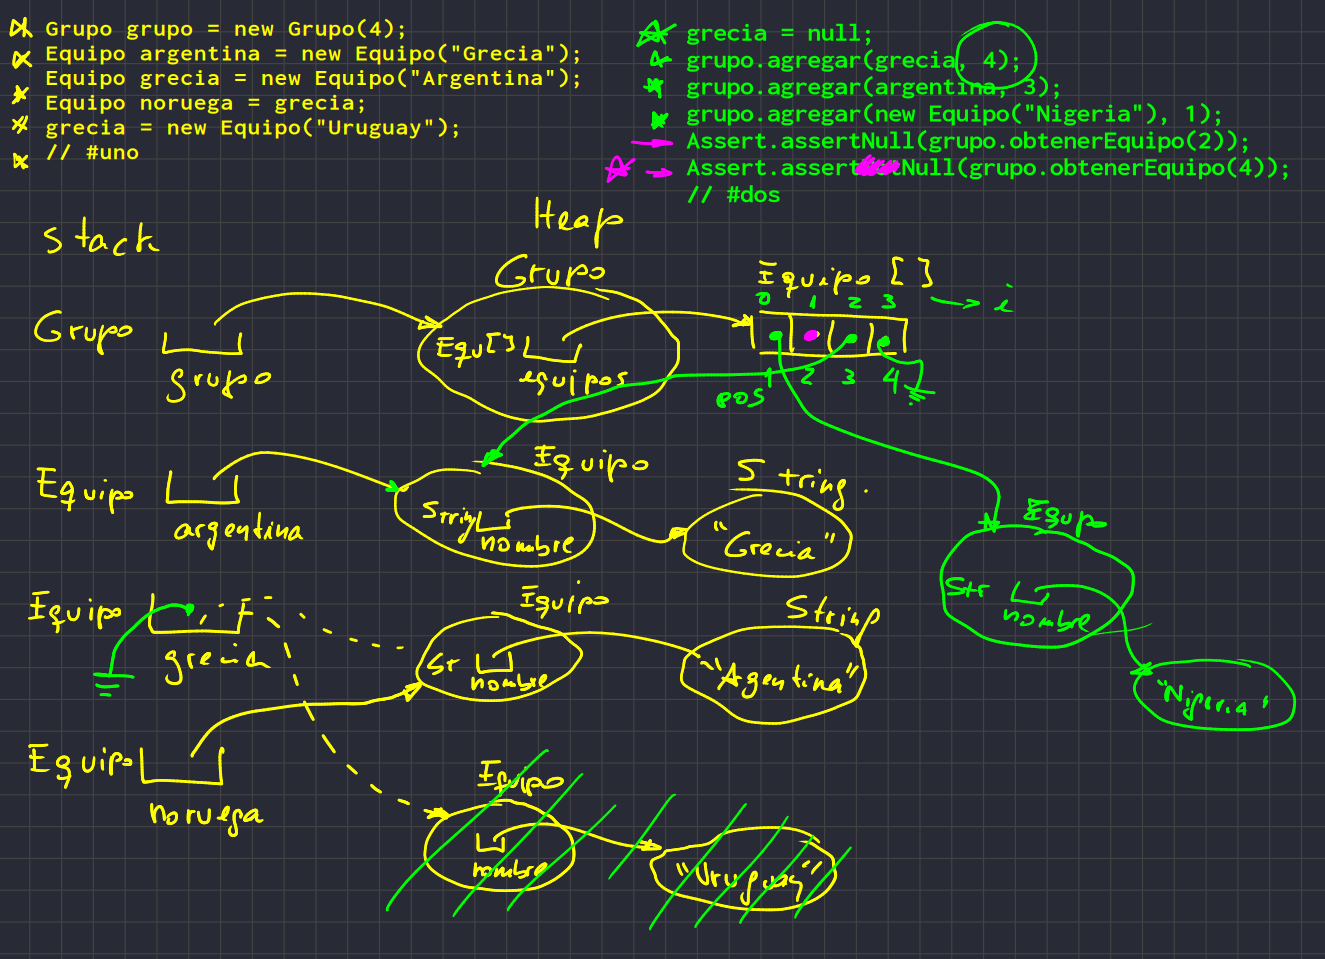 Grupo grupo = new Grupo(4);
Equipo argentina = new Equipo("Grecia");
Equipo grecia = new Equipo("Argentina");
Equipo noruega = grecia;
grecia = new Equipo("Uruguay");
// #uno
grecia = null;
grupo.agregar(grecia, 4);
grupo.agregar(argentina, 3);
grupo.agregar(new Equipo("Nigeria"), 1);
Assert.assertNull(grupo.obtenerEquipo(2));
Assert.assert Null(grupo.obtenerEquipo(4));
// #dos
Stack
Heap
Grupo
Equipo []
0 1 2 3 → i
Grupo
grupo
Equ[]
equipos
pos 1 2 3 4
Equipo
argentina
Equipo
String
nombre
String.
"Grecia"
Equpo
Str
nombre
"Nigeria"
Equipo
grecia
Equipo
Str
nombre
String
"Agentina"
Equipo
noruega
Equipo
nombre
"Uruguay"